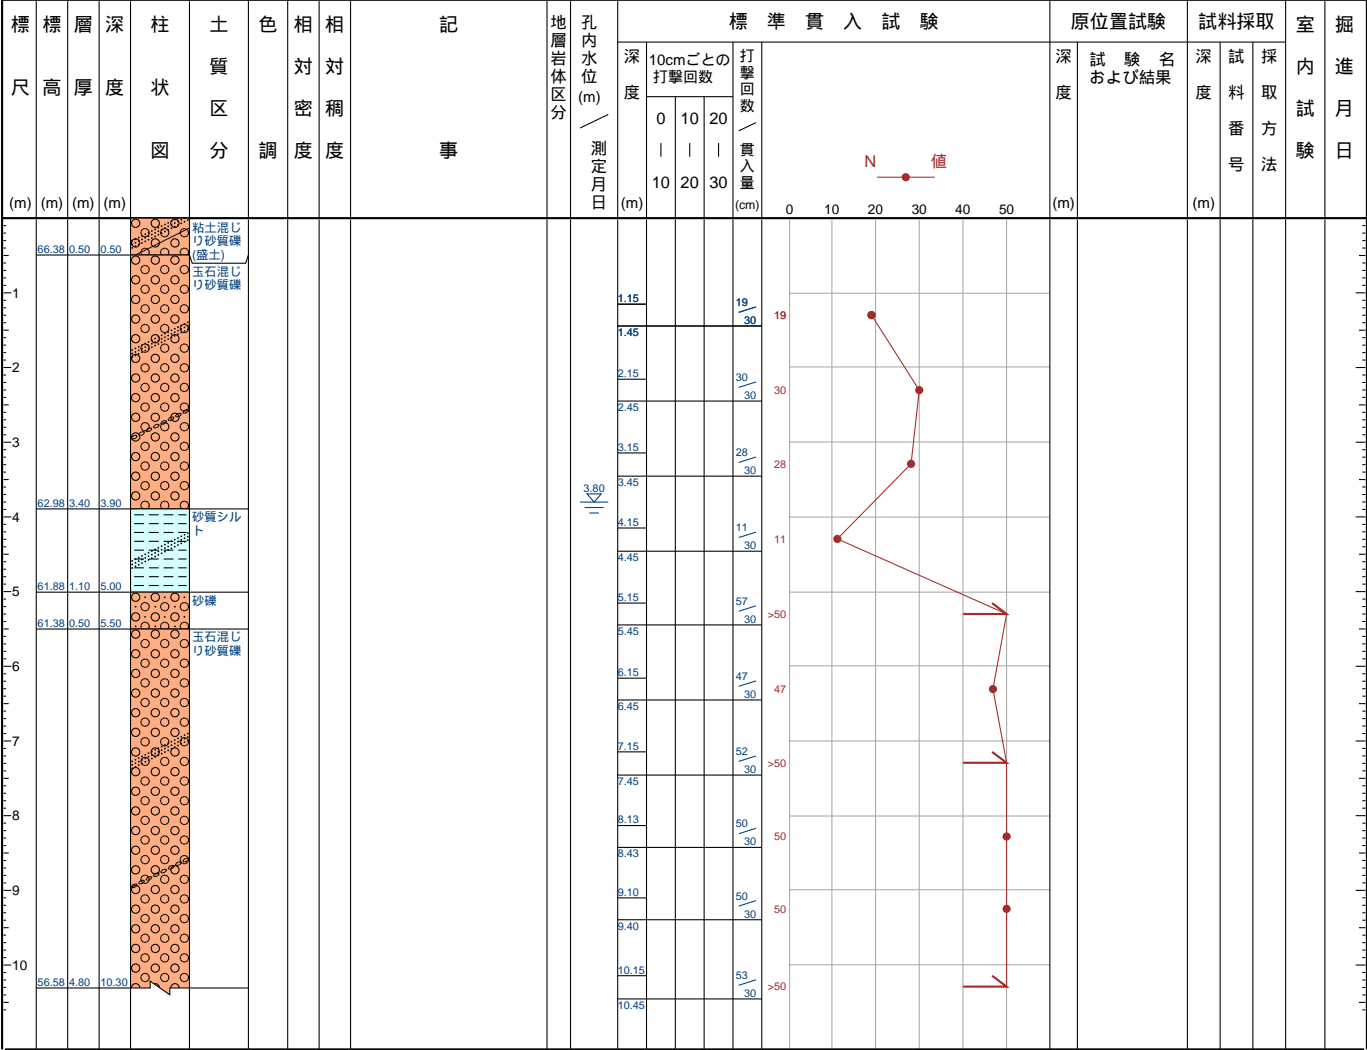 標尺(m)
標高(m)
層厚(m)
深度(m)
柱状図
土質区分
色調
相対密度
相対稠度
記事
地層岩体区分
孔内水位(m)／測定月日
標準貫入試験
深度(m)
10cmごとの
打撃回数
0 10 20
| | |
10 20 30
打撃回数／貫入量(cm)
N 値
0 10 20 30 40 50
原位置試験
深度(m)
試験名
および結果
試料採取
深度(m)
試料番号
採取方法
室内試験
掘進月日
粘土混じ
り砂質礫
(盛土)
66.38 0.50 0.50
玉石混じ
り砂質礫
1
1.15 19
30 19
1.45
2
2.15 30
30 30
2.45
3
3.15 28
30 28
3.45
3.80
62.98 3.40 3.90
4
砂質シル
ト
4.15 11
30 11
4.45
61.88 1.10 5.00
5
砂礫
5.15 57
30 >50
61.38 0.50 5.50
5.45
玉石混じ
り砂質礫
6
6.15 47
30 47
6.45
7
7.15 52
30 >50
7.45
8
8.13 50
30 50
8.43
9
9.10 50
30 50
9.40
10
10.15 53
30 >50
56.58 4.80 10.30
10.45